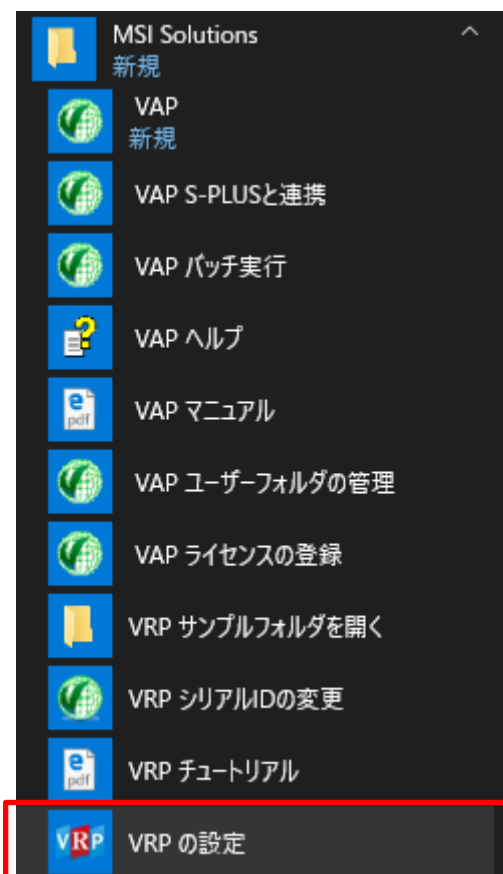 MSI Solutions
新規
VAP
新規
VAP S-PLUSと連携
VAP バッチ実行
VAP ヘルプ
pdf
VAP マニュアル
VAP ユーザーフォルダの管理
VAP ライセンスの登録
VRP サンプルフォルダを開く
VRP シリアルIDの変更
pdf
VRP チュートリアル
VRP
VRP の設定